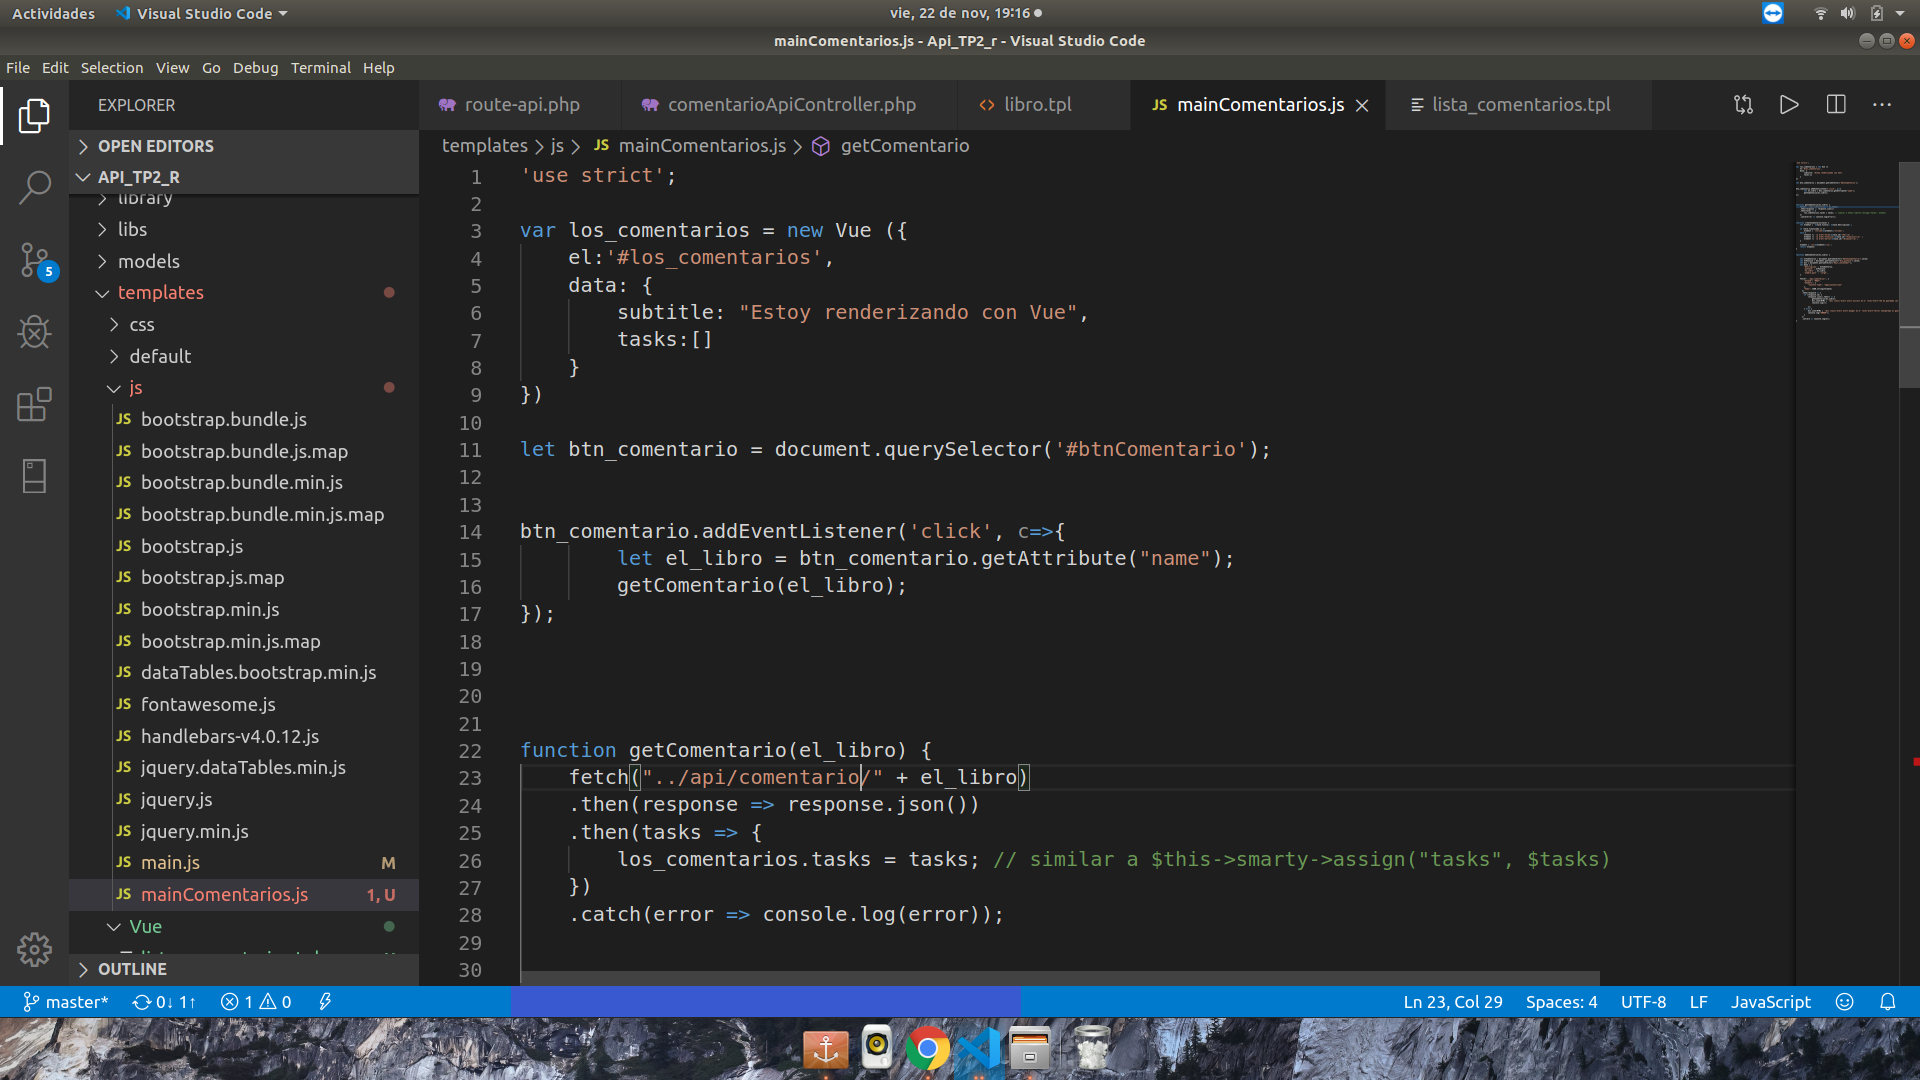 Actividades
Visual Studio Code
vie, 22 de nov, 19:16
mainComentarios.js - Api_TP2_r - Visual Studio Code
File Edit Selection View Go Debug Terminal Help
EXPLORER
OPEN EDITORS
API_TP2_R
library
libs
models
templates
css
default
js
JS bootstrap.bundle.js
JS bootstrap.bundle.js.map
JS bootstrap.bundle.min.js
JS bootstrap.bundle.min.js.map
JS bootstrap.js
JS bootstrap.js.map
JS bootstrap.min.js
JS bootstrap.min.js.map
JS dataTables.bootstrap.min.js
JS fontawesome.js
JS handlebars-v4.0.12.js
JS jquery.dataTables.min.js
JS jquery.js
JS jquery.min.js
JS main.js M
JS mainComentarios.js 1, U
Vue
OUTLINE
5
route-api.php
comentarioApiController.php
libro.tpl
JS mainComentarios.js
lista_comentarios.tpl
templates > js > JS mainComentarios.js > getComentario
1 'use strict';
2
3 var los_comentarios = new Vue ({
4     el:'#los_comentarios',
5     data: {
6         subtitle: "Estoy renderizando con Vue",
7         tasks:[]
8     }
9 })
10
11 let btn_comentario = document.querySelector('#btnComentario');
12
13
14 btn_comentario.addEventListener('click', c=>{
15         let el_libro = btn_comentario.getAttribute("name");
16         getComentario(el_libro);
17 });
18
19
20
21
22 function getComentario(el_libro) {
23     fetch("../api/comentario/" + el_libro)
24     .then(response => response.json())
25     .then(tasks => {
26         los_comentarios.tasks = tasks; // similar a $this->smarty->assign("tasks", $tasks)
27     })
28     .catch(error => console.log(error));
29
30
master* 0↓ 1↑ 1 0
Ln 23, Col 29 Spaces: 4 UTF-8 LF JavaScript